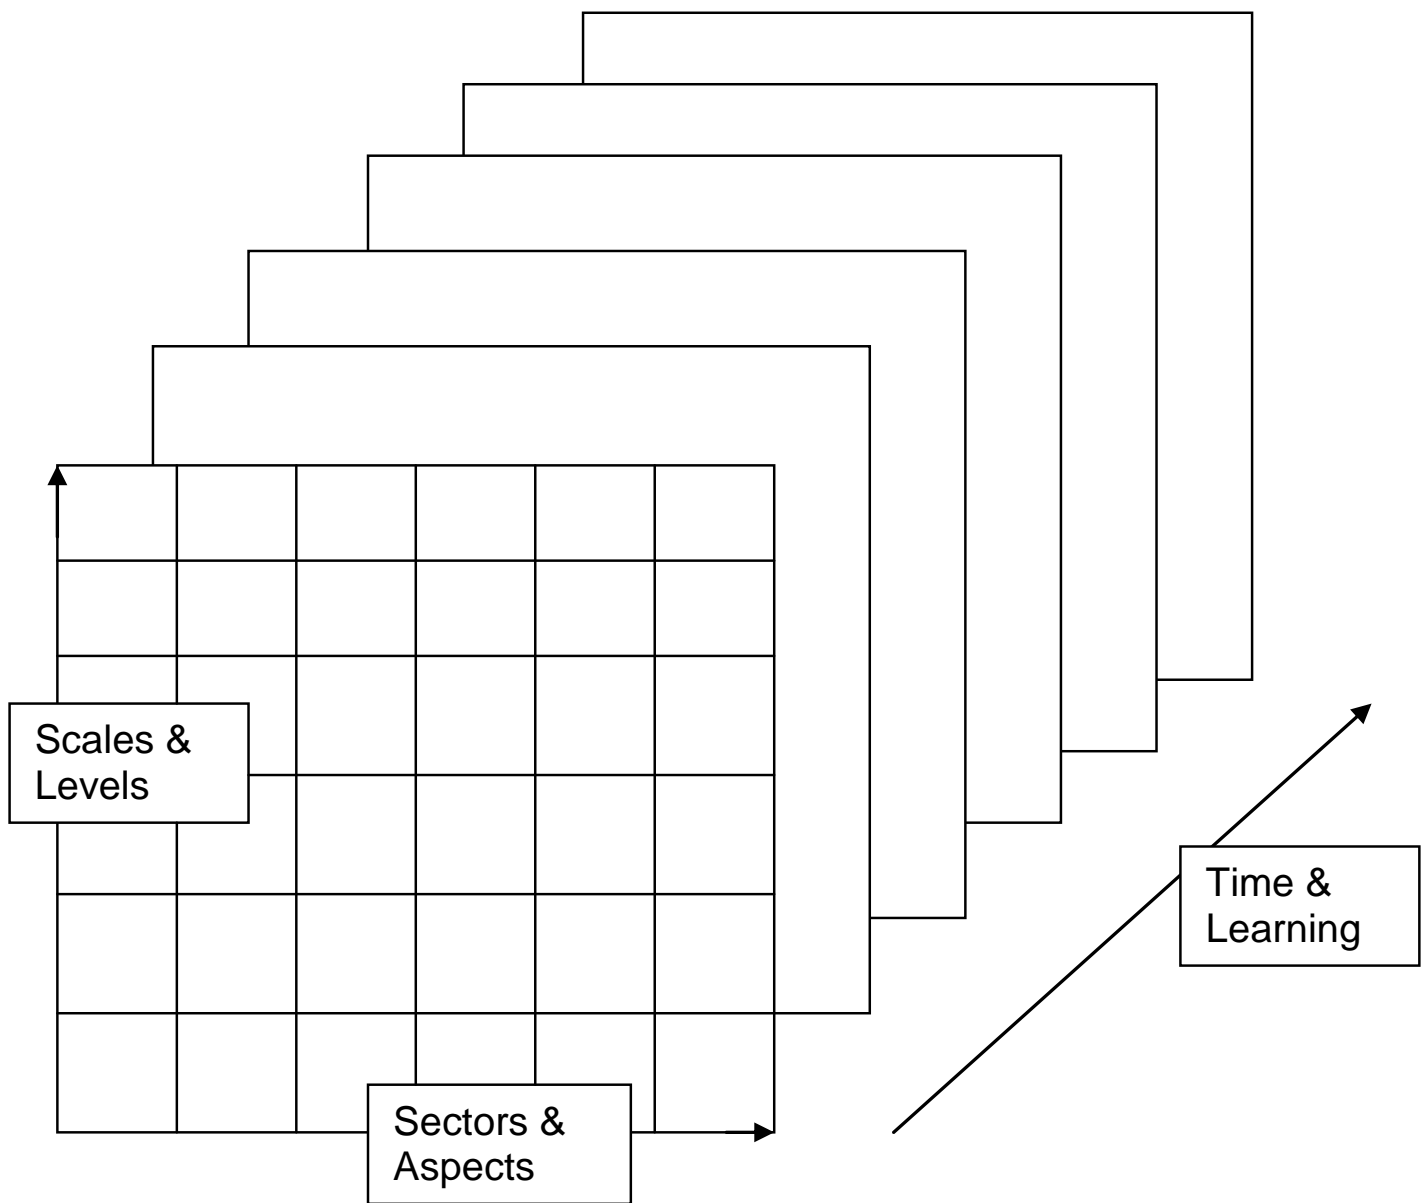 Scales &
Levels
Time &
Learning
Sectors &
Aspects